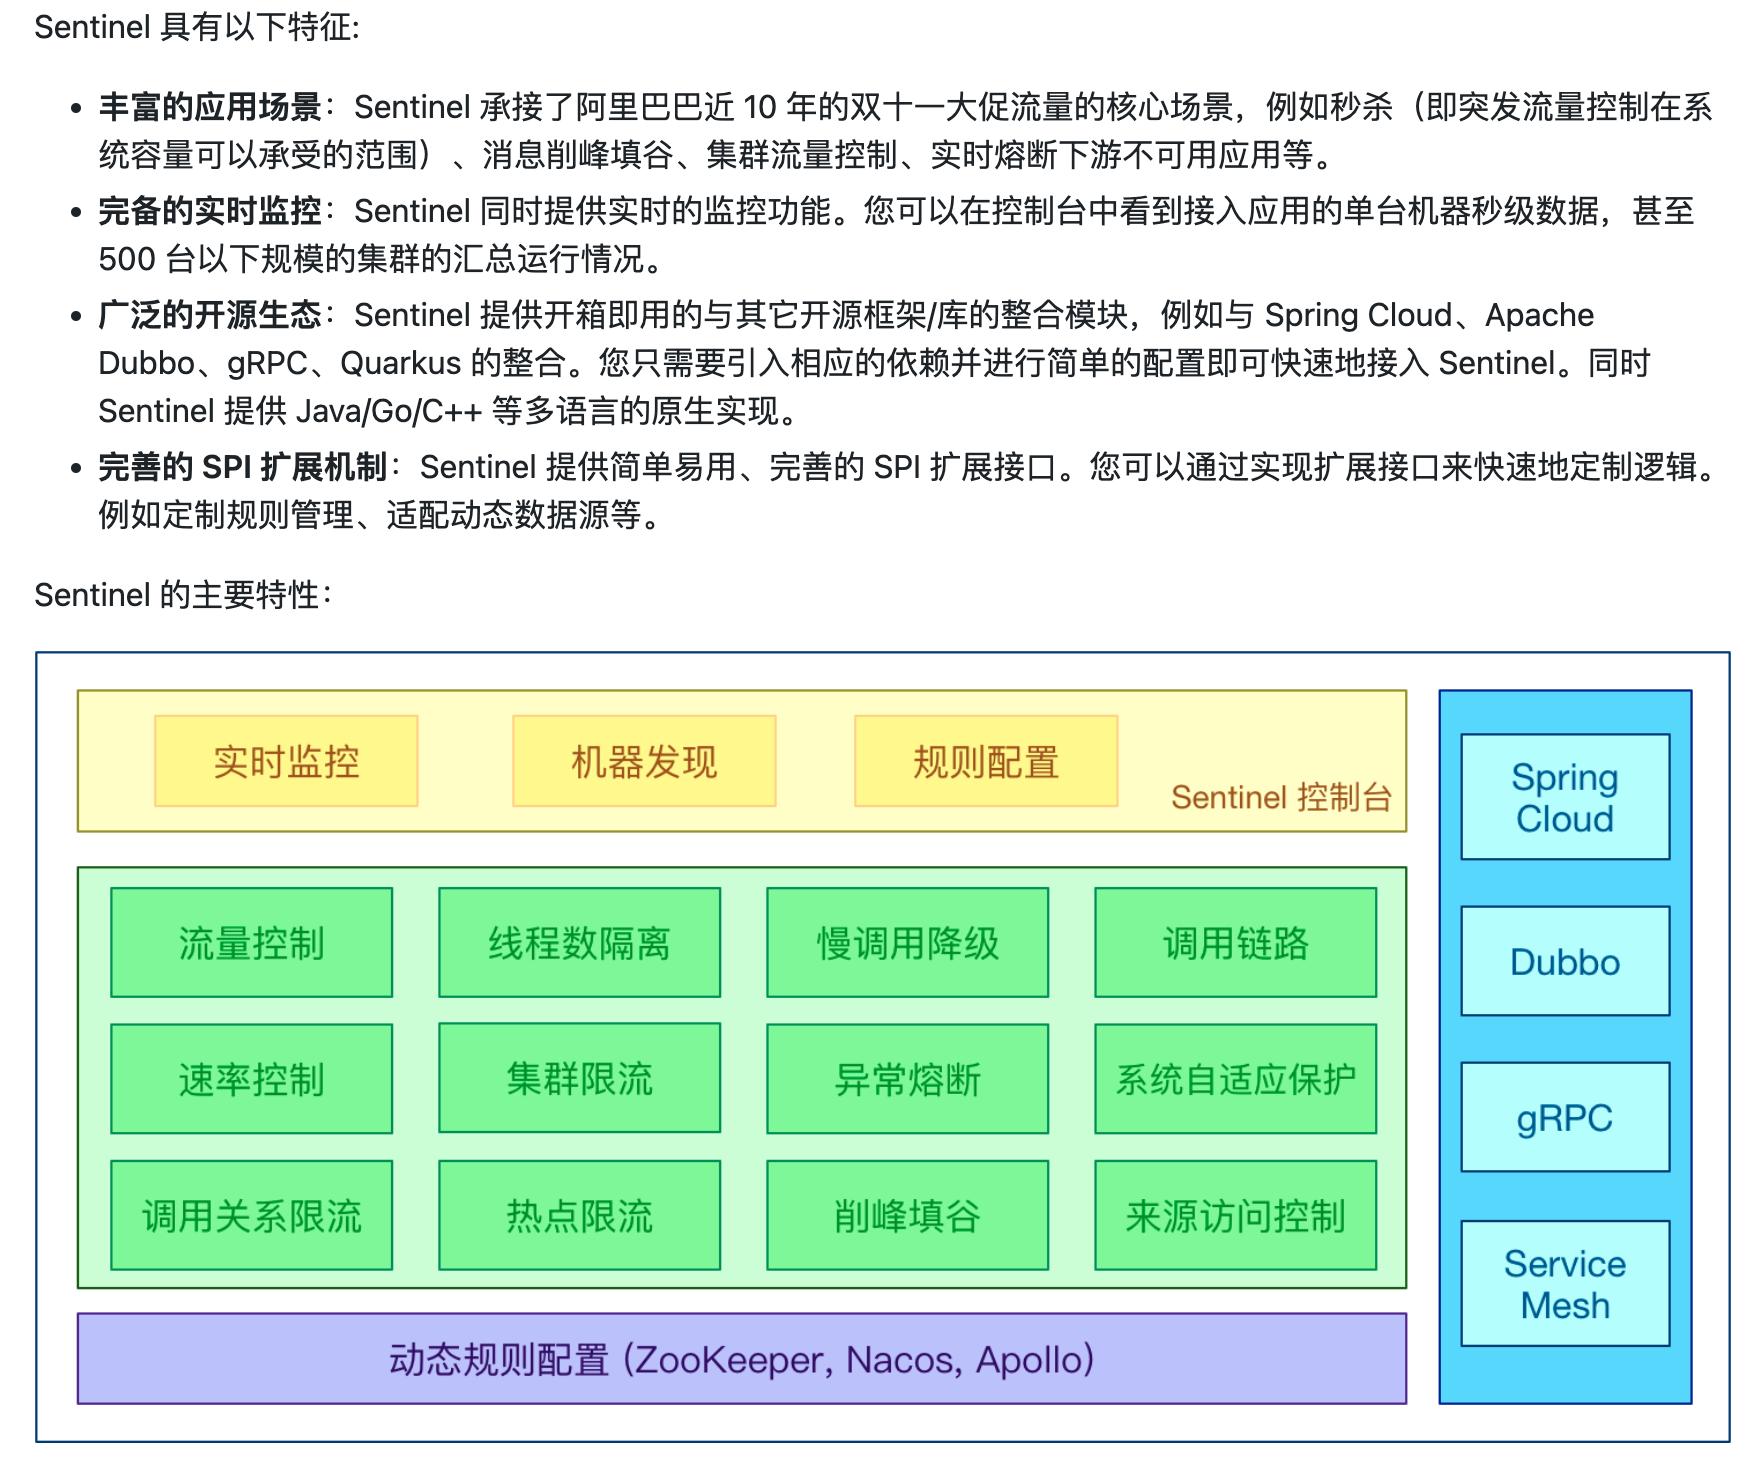 Sentinel 具有以下特征:
丰富的应用场景：Sentinel 承接了阿里巴巴近 10 年的双十一大促流量的核心场景，例如秒杀（即突发流量控制在系
统容量可以承受的范围）、消息削峰填谷、集群流量控制、实时熔断下游不可用应用等。
完备的实时监控：Sentinel 同时提供实时的监控功能。您可以在控制台中看到接入应用的单台机器秒级数据，甚至
500 台以下规模的集群的汇总运行情况。
广泛的开源生态：Sentinel 提供开箱即用的与其它开源框架/库的整合模块，例如与 Spring Cloud、Apache
Dubbo、gRPC、Quarkus 的整合。您只需要引入相应的依赖并进行简单的配置即可快速地接入 Sentinel。同时
Sentinel 提供 Java/Go/C++ 等多语言的原生实现。
完善的 SPI 扩展机制：Sentinel 提供简单易用、完善的 SPI 扩展接口。您可以通过实现扩展接口来快速地定制逻辑。
例如定制规则管理、适配动态数据源等。
Sentinel 的主要特性：
实时监控
机器发现
规则配置
Sentinel 控制台
流量控制
线程数隔离
慢调用降级
调用链路
速率控制
集群限流
异常熔断
系统自适应保护
调用关系限流
热点限流
削峰填谷
来源访问控制
动态规则配置 (ZooKeeper, Nacos, Apollo)
Spring
Cloud
Dubbo
gRPC
Service
Mesh